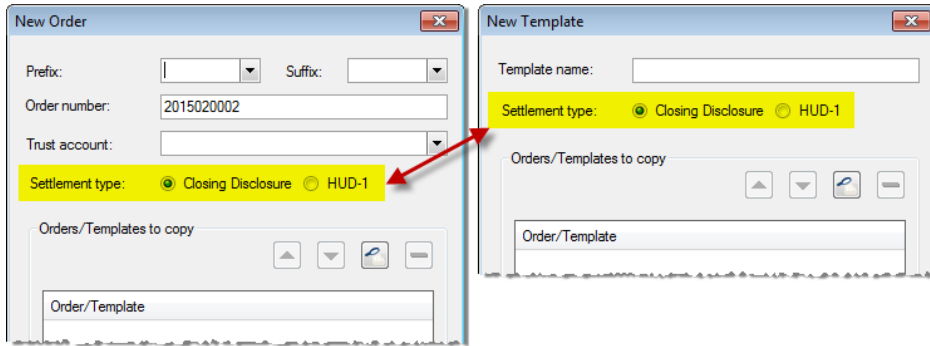 New Order
Prefix: Suffix:
Order number: 2015020002
Trust account:
Settlement type: Closing Disclosure HUD-1
Orders/Templates to copy
Order/Template
New Template
Template name:
Settlement type: Closing Disclosure HUD-1
Orders/Templates to copy
Order/Template